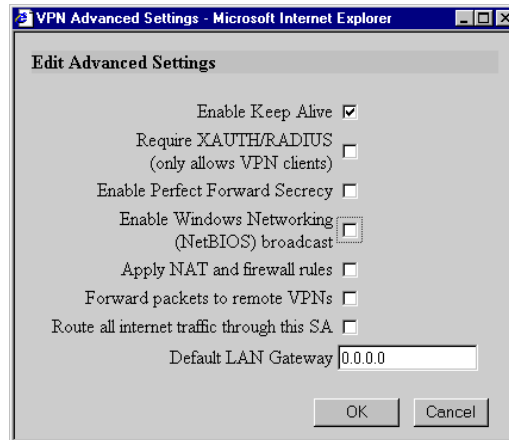 VPN Advanced Settings - Microsoft Internet Explorer
Edit Advanced Settings
Enable Keep Alive
Require XAUTH/RADIUS
(only allows VPN clients)
Enable Perfect Forward Secrecy
Enable Windows Networking
(NetBIOS) broadcast
Apply NAT and firewall rules
Forward packets to remote VPNs
Route all internet traffic through this SA
Default LAN Gateway 0.0.0.0
OK Cancel